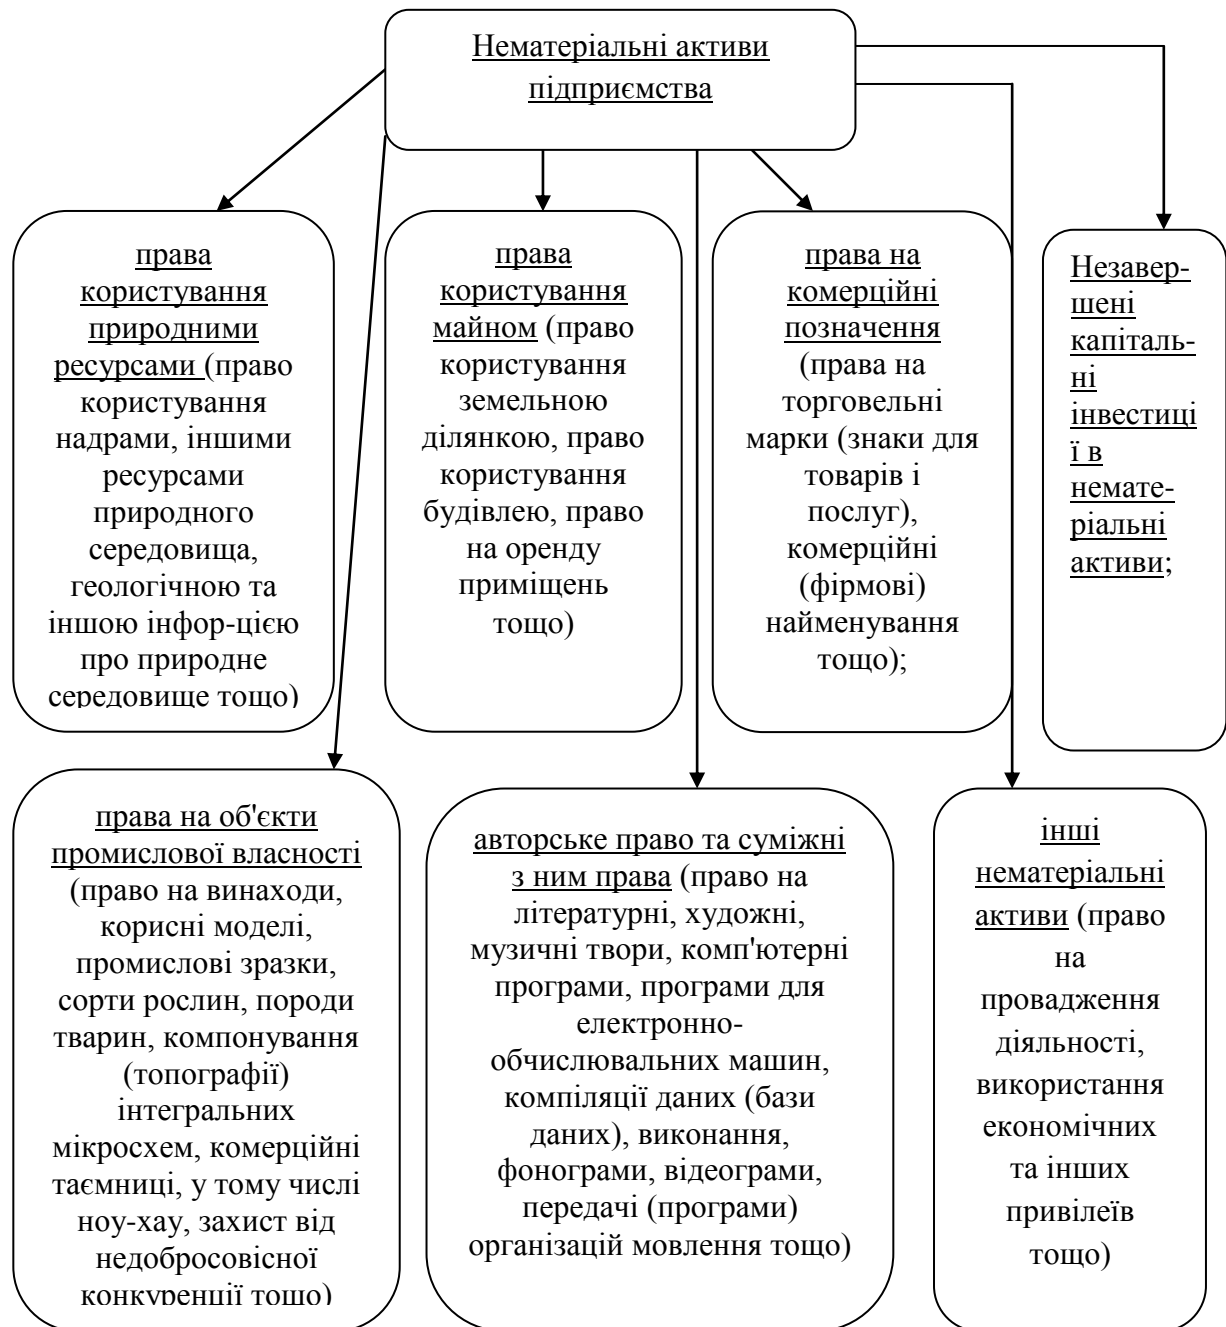 Нематеріальні активи
підприємства
права
користування
природними
ресурсами (право
користування
надрами, іншими
ресурсами
природного
середовища,
геологічною та
іншою інфор-цією
про природне
середовище тощо)
права
користування
майном (право
користування
земельною
ділянкою, право
користування
будівлею, право
на оренду
приміщень
тощо)
права на
комерційні
позначення
(права на
торговельні
марки (знаки для
товарів і
послуг),
комерційні
(фірмові)
найменування
тощо);
Незавер-
шені
капіталь-
ні
інвестиці
ї в
немате-
ріальні
активи;
права на об'єкти
промислової власності
(право на винаходи,
корисні моделі,
промислові зразки,
сорти рослин, породи
тварин, компонування
(топографії)
інтегральних
мікросхем, комерційні
таємниці, у тому числі
ноу-хау, захист від
недобросовісної
конкуренції тощо)
авторське право та суміжні
з ним права (право на
літературні, художні,
музичні твори, комп'ютерні
програми, програми для
електронно-
обчислювальних машин,
компіляції даних (бази
даних), виконання,
фонограми, відеограми,
передачі (програми)
організацій мовлення тощо)
інші
нематеріальні
активи (право
на
провадження
діяльності,
використання
економічних
та інших
привілеїв
тощо)